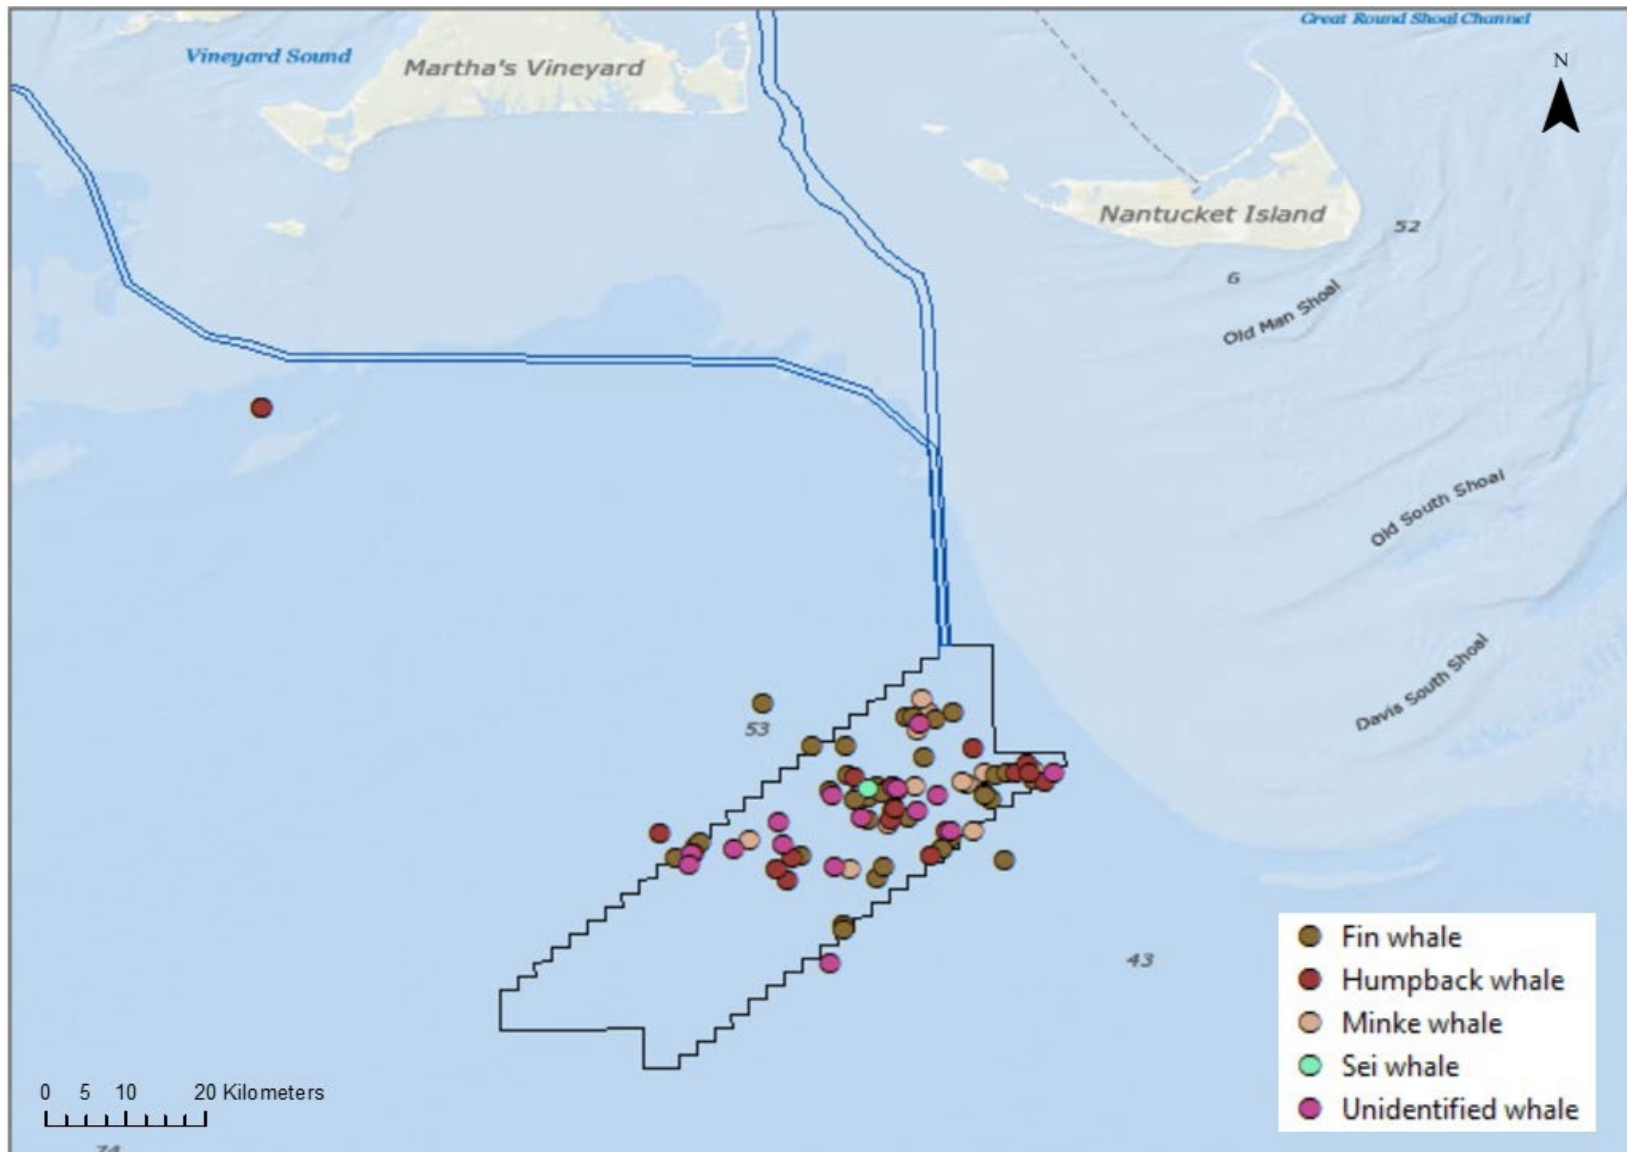 Great Round Shoal Channel
Vineyard Sound
Martha's Vineyard
N
Nantucket Island
52
6
Old Man Shoal
Old South Shoal
Davis South Shoal
53
43
Fin whale
Humpback whale
Minke whale
Sei whale
Unidentified whale
0 5 10 20 Kilometers